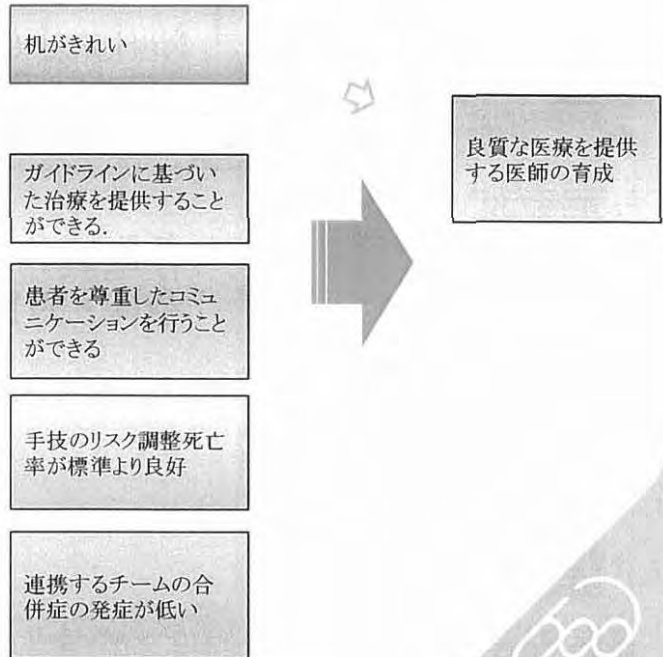 机がきれい
ガイドラインに基づい
た治療を提供すること
ができる.
患者を尊重したコミュ
ニケーションを行うこと
ができる
手技のリスク調整死亡
率が標準より良好
連携するチームの合
併症の発症が低い
良質な医療を提供
する医師の育成